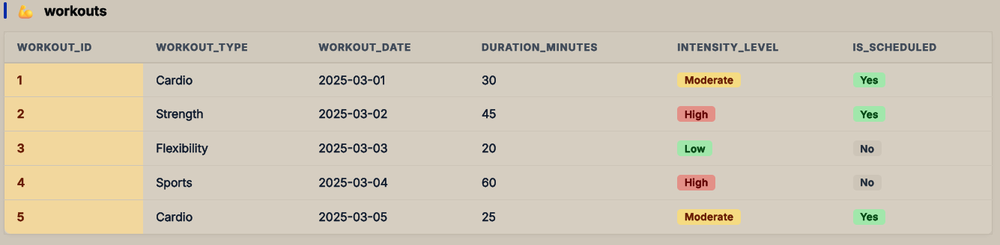 💪 workouts
WORKOUT_ID WORKOUT_TYPE WORKOUT_DATE DURATION_MINUTES INTENSITY_LEVEL IS_SCHEDULED
1 Cardio 2025-03-01 30 Moderate Yes
2 Strength 2025-03-02 45 High Yes
3 Flexibility 2025-03-03 20 Low No
4 Sports 2025-03-04 60 High No
5 Cardio 2025-03-05 25 Moderate Yes